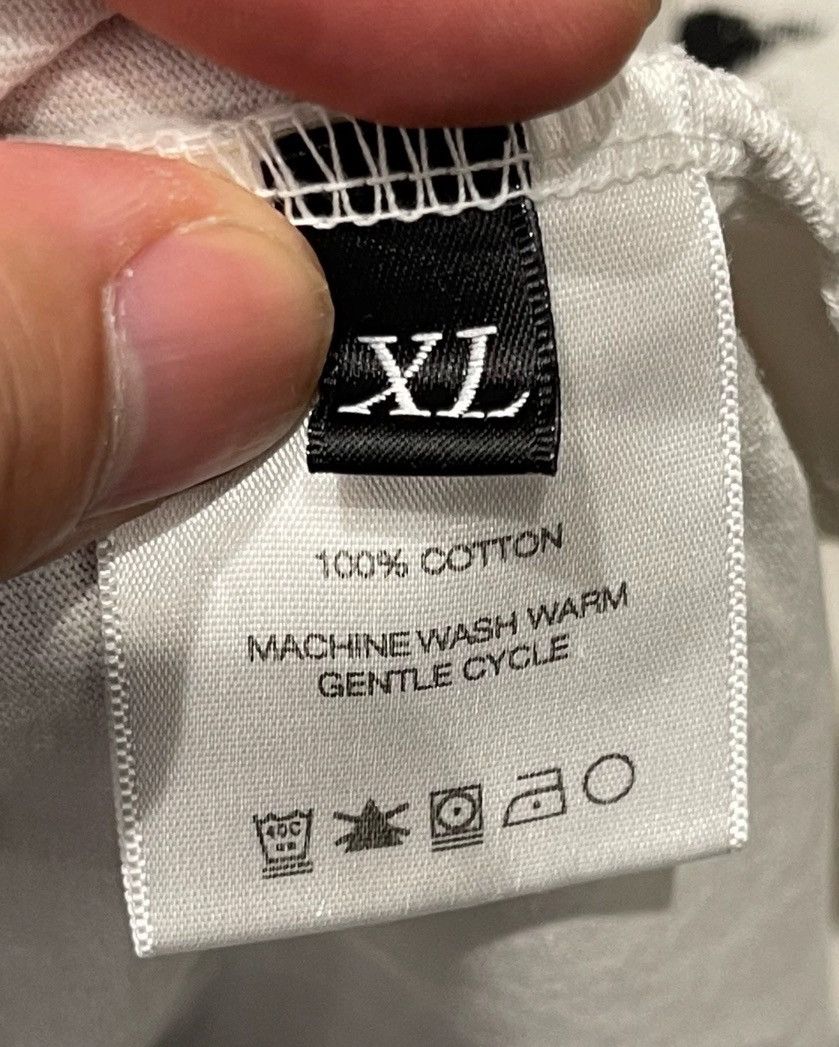 XL
100% COTTON
MACHINE WASH WARM
GENTLE CYCLE
40C